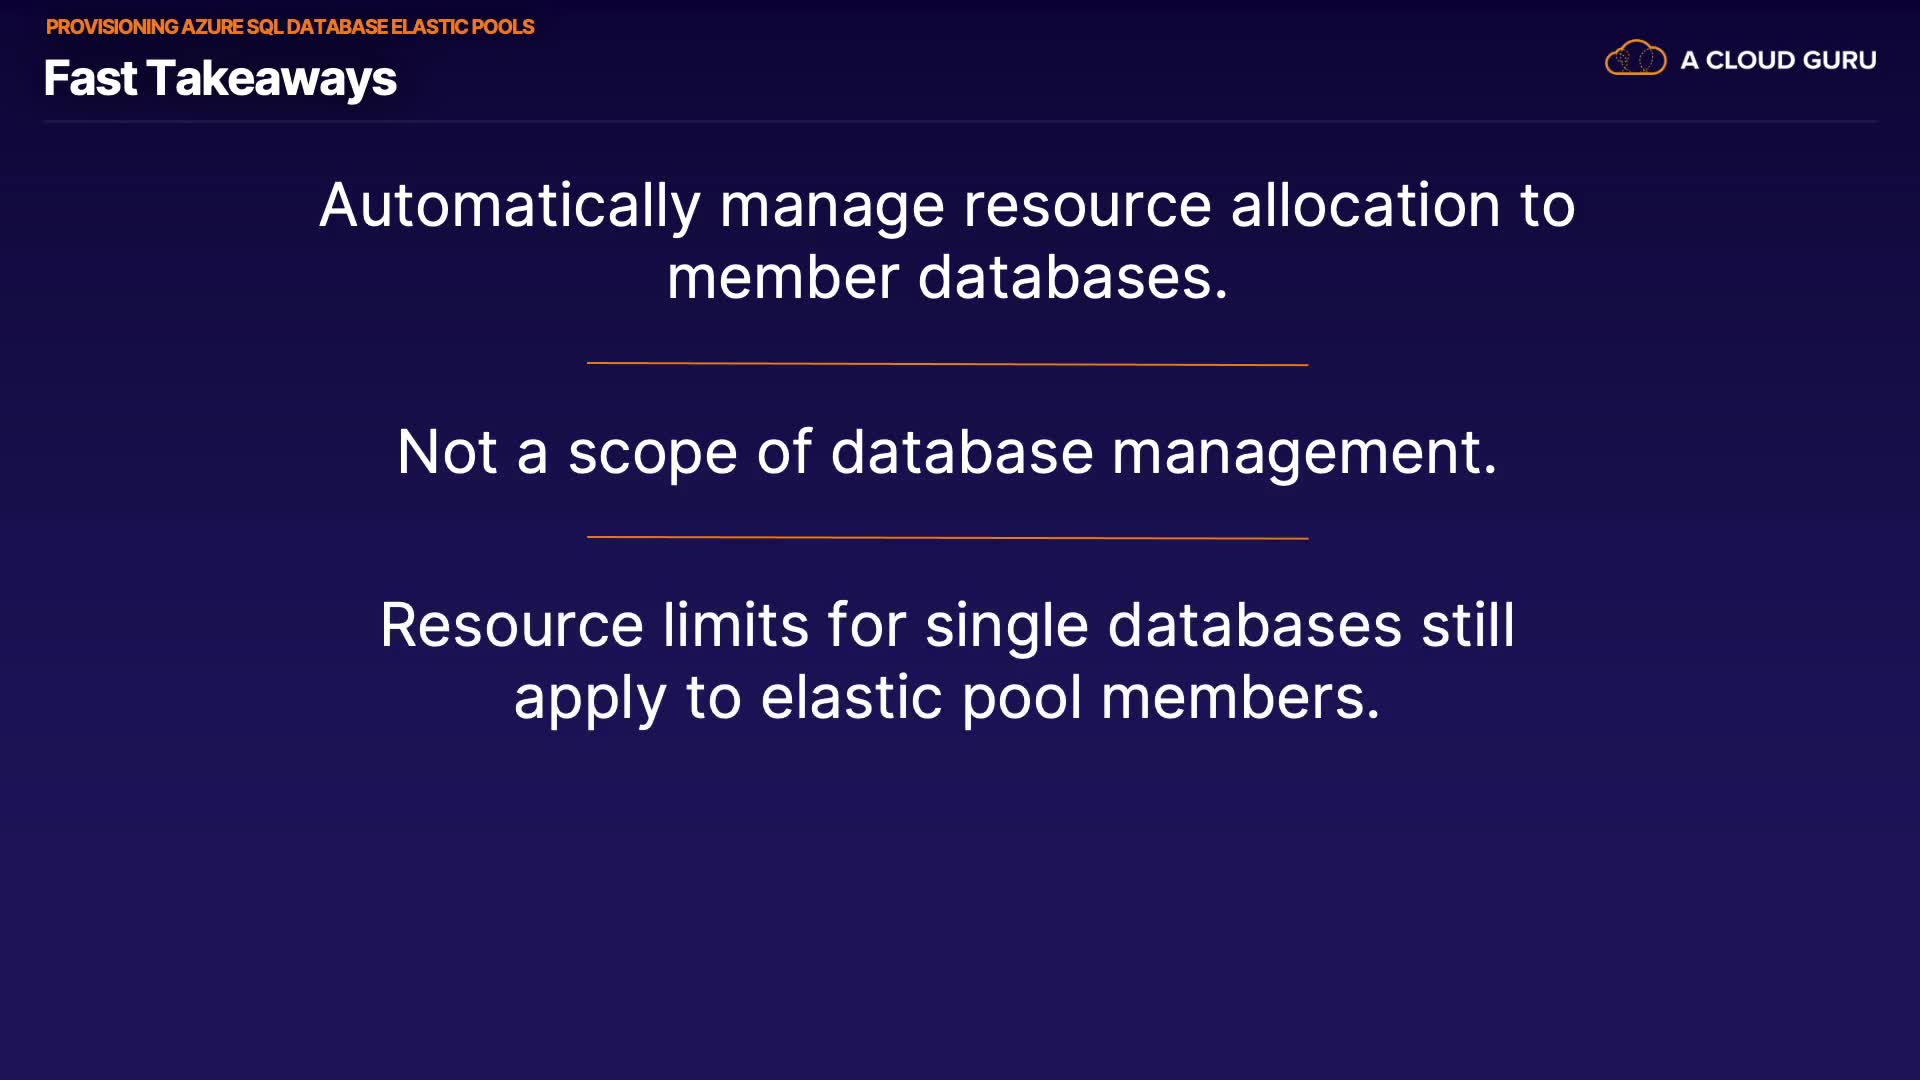 PROVISIONING AZURE SQL DATABASE ELASTIC POOLS
Fast Takeaways
A CLOUD GURU
Automatically manage resource allocation to
member databases.
Not a scope of database management.
Resource limits for single databases still
apply to elastic pool members.